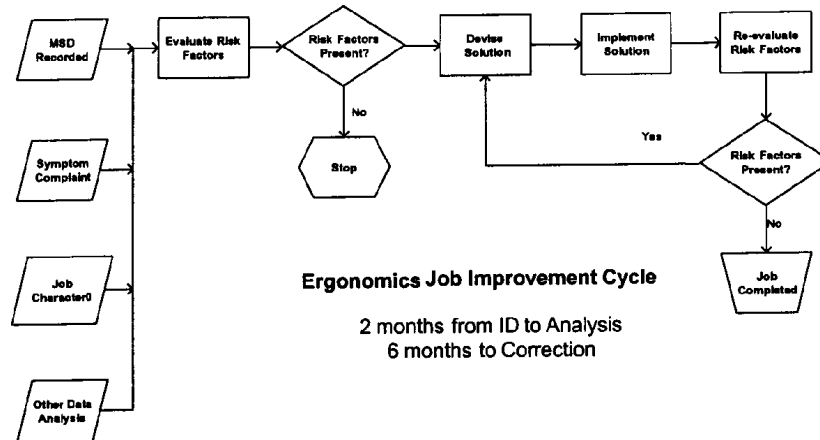 MSD
Recorded
Evaluate Risk
Factors
Risk Factors
Present?
Devise
Solution
Implement
Solution
Re-evaluate
Risk Factors
No
Symptom
Complaint
Stop
Yes
Risk Factors
Present?
No
Job
Character0
Ergonomics Job Improvement Cycle
Job
Completed
2 months from ID to Analysis
6 months to Correction
Other Data
Analysis